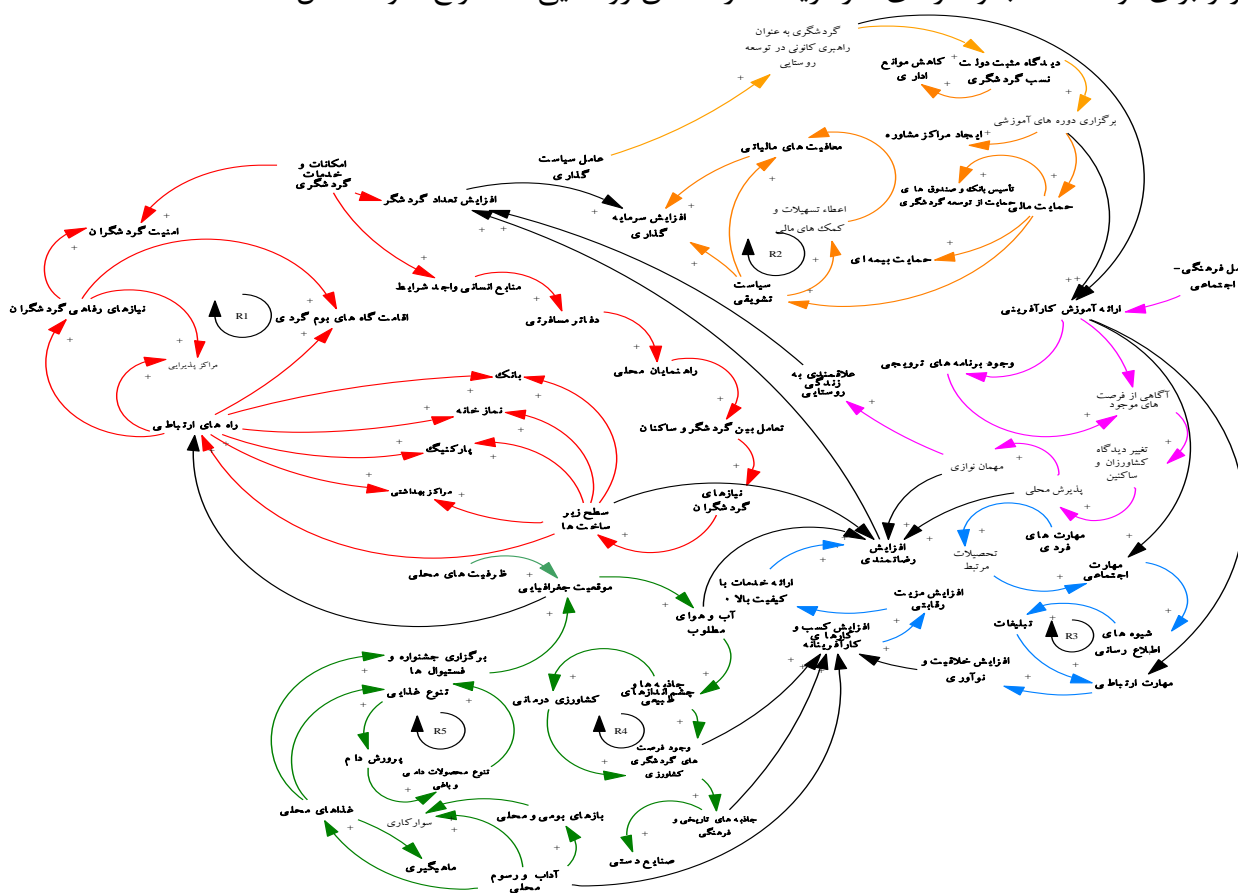 گردشگری به عنوان
راهبری کانونی در توسعه
روستایی
دیدگاه مثبت دولت
نسب گردشگری
کاهش موانع
اداری
برگزاری دوره های آموزشی
ایجاد مراکز مشاوره
معافیت های مالیاتی
عامل سیاست
گذاری
امکانات و
خدمات
گردشگری
افزایش تعداد گردشگر
افزایش سرمایه
گذاری
اعطاء تسهیلات و
کمک های مالی
تأسیس بانک و صندوق های
حمایت از توسعه گردشگری
حمایت مالی
حمایت بیمه ای
R2
سیاست
تشویقی
امنیت گردشگران
منابع انسانی واجد شرایط
نیازهای رفاهی گردشگران
R1
اقامت گاه های بوم گردی
دفاتر مسافرتی
مل فرهنگی-
اجتماعی
ارائه آموزش کارآفرینی
مراکز پذیرایی
راهنمایان محلی
وجود برنامه های ترویجی
علاقمندی به
زندگی
روستایی
آگاهی از فرصت
های موجود
بانک
نماز خانه
راه های ارتباطی
پارکنیگ
تعامل بین گردشگر و ساکنان
تغییر دیدگاه
کشاورزان و
ساکنین
مهمان نوازی
پذیرش محلی
مراکز بهداشتی
نیازهای
گردشگران
سطح زیر
ساخت ها
افزایش
رضاتمندی
مهارت های
فردی
تحصیلات
مرتبط
مهارت
اجتماعی
ظرفیت های محلی
موقعیت جغرافیایی
ارائه خدمات با
کیفیت بالا
افزایش مزیت
رقابتی
آب و هوای
مطلوب
افزایش کسب و
کارهای
کارآفرینانه
تبلیغات
R3
شیوه های
اطلاع رسانی
افزایش خلاقیت و
نوآوری
مهارت ارتباطی
برگزاری جشنواره و
فستیوال ها
تنوع غذایی
کشاورزی درمانی
جاذبه ها و
چشم اندازهای
طبیعی
R5
R4
پرورش دام
تنوع محصولات دامی
و باغی
وجود فرصت
های گردشگری
کشاورزی
غذاهای محلی
سوارکاری
بازهای بومی و محلی
جاذبه های تاریخی و
فرهنگی
ماهیگیری
صنایع دستی
آداب و رسوم
محلی